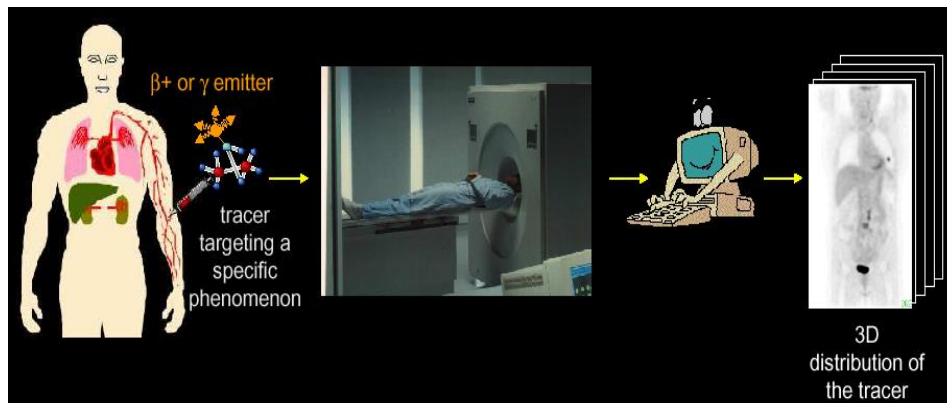 β+ or γ emitter
tracer
targeting a
specific
phenomenon
3D
distribution of
the tracer